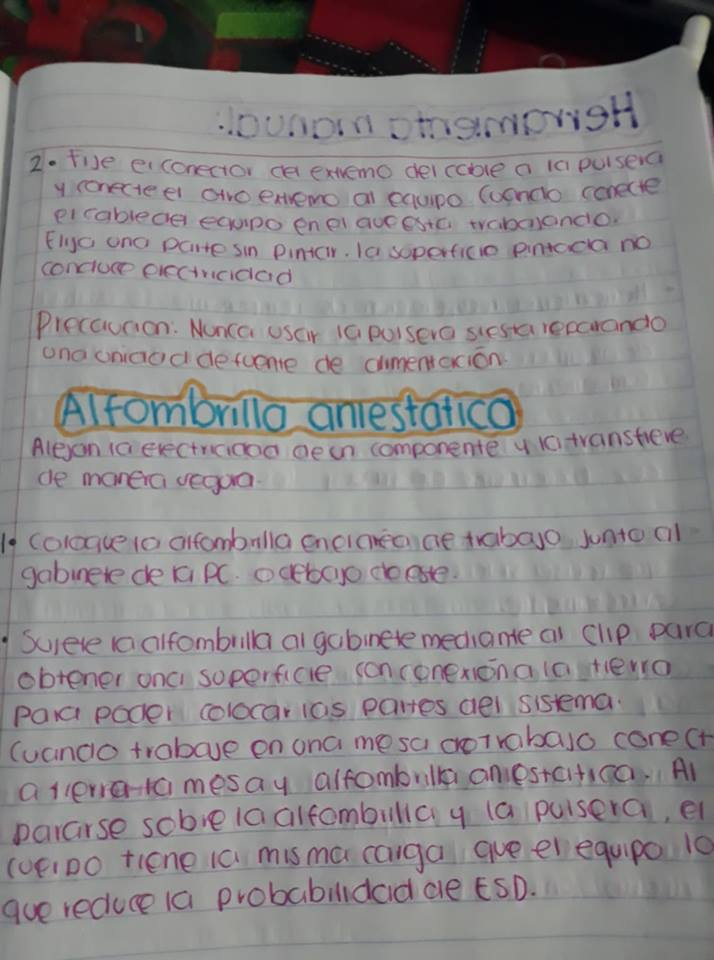 Herramienta manual.
2. Fije el conector del extremo del cable a la pulsera
y conecte el otro extremo al equipo cuando conecte
el cable del equipo en el que esta trabajando.
Elija una parte sin pintar. la superficie pintada no
conduce electricidad
Precaucion: Nunca usar la pulsera si esta reparando
una unidad de fuente de alimentación.
Alfombrilla aniestatica
Alejan la electricidad de un componente y la transfiere
de manera segura.
1. Coloque la alfombrilla en el área de trabajo junto al
gabinete de la PC. o debajo de este.
. Sujete la alfombrilla al gabinete mediante al clip para
obtener una superficie con conexión a la tierra
para poder colocar las partes del sistema.
Cuando trabaje en una mesa de trabajo conect
a tierra la mesa y alfombrilla aniestatica. Al
pararse sobre la alfombrilla y la pulsera, el
cuerpo tiene la misma carga que el equipo lo
que reduce la probabilidad de ESD.